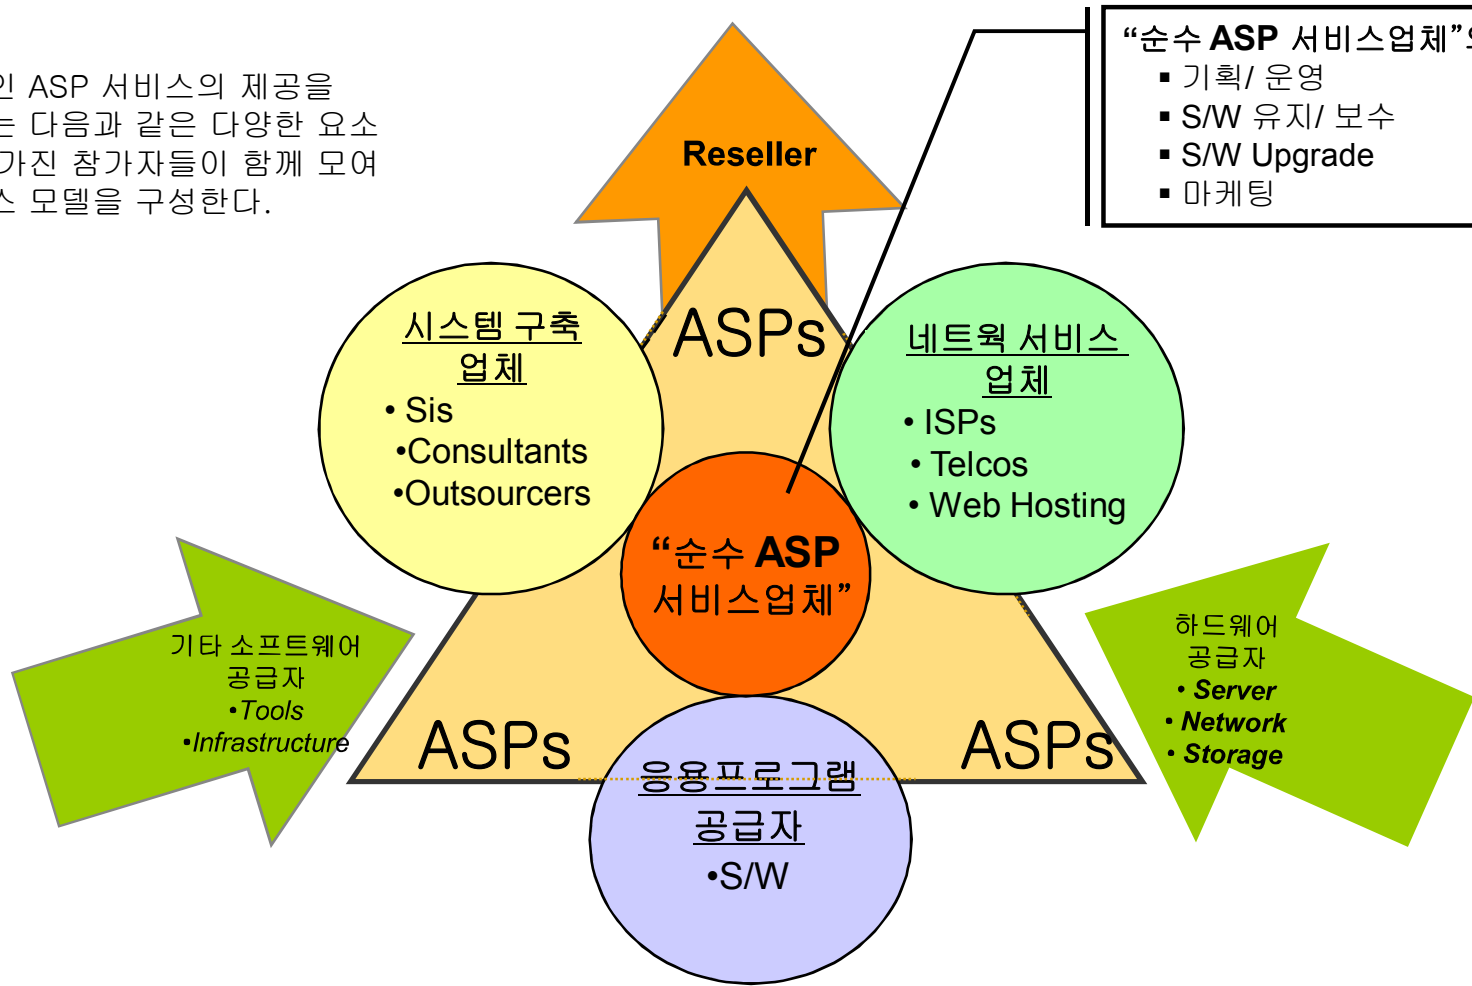 ASP 서비스의 제공을
다음과 같은 다양한 요소
가진 참가자들이 함께 모여
모델을 구성한다.
“순수 ASP 서비스업체”
▪ 기획/ 운영
▪ S/W 유지/ 보수
▪ S/W Upgrade
▪ 마케팅
Reseller
ASPs
시스템 구축
업체
• Sis
•Consultants
•Outsourcers
네트웍 서비스
업체
• ISPs
• Telcos
• Web Hosting
“순수 ASP
서비스업체”
기타 소프트웨어
공급자
•Tools
•Infrastructure
하드웨어
공급자
• Server
• Network
• Storage
ASPs
ASPs
응용프로그램
공급자
•S/W